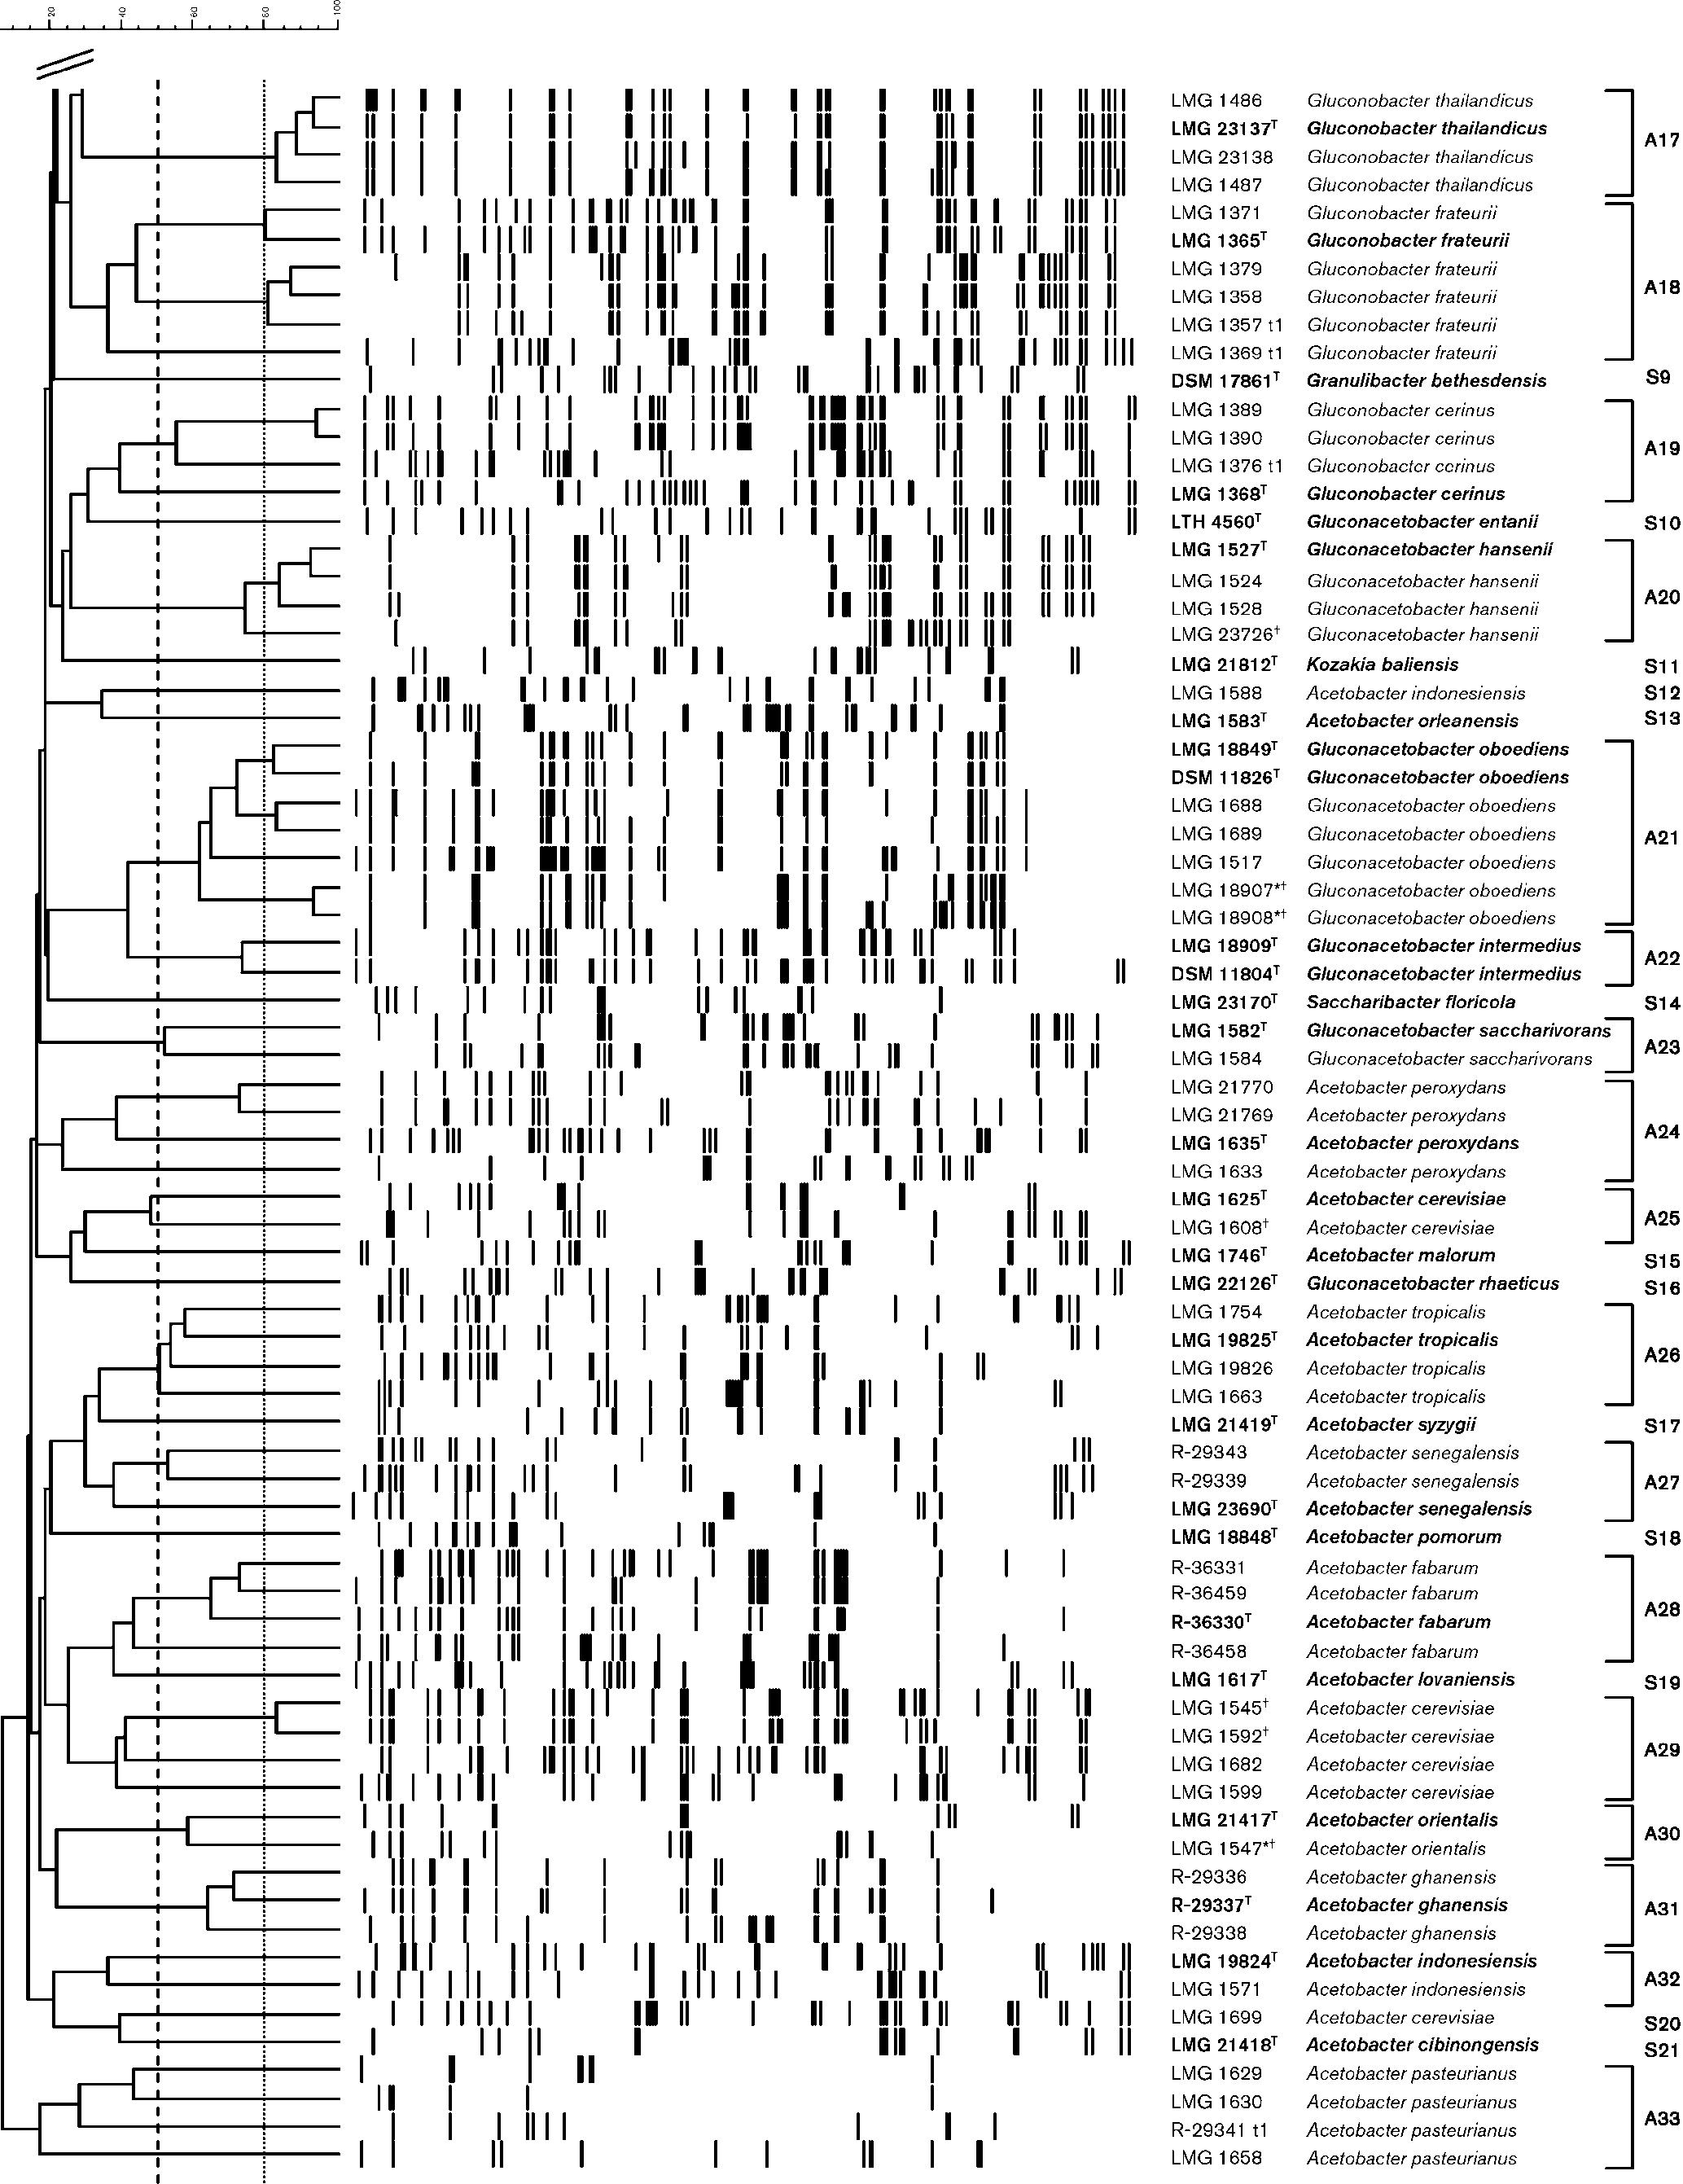 20 40 60 80 100
LMG 1486 Gluconobacter thailandicus
LMG 23137ᵀ Gluconobacter thailandicus
A17
LMG 23138 Gluconobacter thailandicus
LMG 1487 Gluconobacter thailandicus
LMG 1371 Gluconobacter frateurii
LMG 1365ᵀ Gluconobacter frateurii
LMG 1379 Gluconobacter frateurii
A18
LMG 1358 Gluconobacter frateurii
LMG 1357 t1 Gluconobacter frateurii
LMG 1369 t1 Gluconobacter frateurii
DSM 17861ᵀ Granulibacter bethesdensis S9
LMG 1389 Gluconobacter cerinus
LMG 1390 Gluconobacter cerinus
A19
LMG 1376 t1 Gluconobacter cerinus
LMG 1368ᵀ Gluconobacter cerinus
LTH 4560ᵀ Gluconacetobacter entanii S10
LMG 1527ᵀ Gluconacetobacter hansenii
LMG 1524 Gluconacetobacter hansenii
A20
LMG 1528 Gluconacetobacter hansenii
LMG 23726† Gluconacetobacter hansenii
LMG 21812ᵀ Kozakia baliensis S11
LMG 1588 Acetobacter indonesiensis S12
LMG 1583ᵀ Acetobacter orleanensis S13
LMG 18849ᵀ Gluconacetobacter oboediens
DSM 11826ᵀ Gluconacetobacter oboediens
LMG 1688 Gluconacetobacter oboediens
LMG 1689 Gluconacetobacter oboediens
A21
LMG 1517 Gluconacetobacter oboediens
LMG 18907*† Gluconacetobacter oboediens
LMG 18908*† Gluconacetobacter oboediens
LMG 18909ᵀ Gluconacetobacter intermedius
A22
DSM 11804ᵀ Gluconacetobacter intermedius
LMG 23170ᵀ Saccharibacter floricola S14
LMG 1582ᵀ Gluconacetobacter saccharivorans
A23
LMG 1584 Gluconacetobacter saccharivorans
LMG 21770 Acetobacter peroxydans
LMG 21769 Acetobacter peroxydans
A24
LMG 1635ᵀ Acetobacter peroxydans
LMG 1633 Acetobacter peroxydans
LMG 1625ᵀ Acetobacter cerevisiae
A25
LMG 1608† Acetobacter cerevisiae
LMG 1746ᵀ Acetobacter malorum S15
LMG 22126ᵀ Gluconacetobacter rhaeticus S16
LMG 1754 Acetobacter tropicalis
LMG 19825ᵀ Acetobacter tropicalis
A26
LMG 19826 Acetobacter tropicalis
LMG 1663 Acetobacter tropicalis
LMG 21419ᵀ Acetobacter syzygii S17
R-29343 Acetobacter senegalensis
R-29339 Acetobacter senegalensis A27
LMG 23690ᵀ Acetobacter senegalensis
LMG 18848ᵀ Acetobacter pomorum S18
R-36331 Acetobacter fabarum
R-36459 Acetobacter fabarum
A28
R-36330ᵀ Acetobacter fabarum
R-36458 Acetobacter fabarum
LMG 1617ᵀ Acetobacter lovaniensis S19
LMG 1545† Acetobacter cerevisiae
LMG 1592† Acetobacter cerevisiae
A29
LMG 1682 Acetobacter cerevisiae
LMG 1599 Acetobacter cerevisiae
LMG 21417ᵀ Acetobacter orientalis
A30
LMG 1547*† Acetobacter orientalis
R-29336 Acetobacter ghanensis
R-29337ᵀ Acetobacter ghanensis A31
R-29338 Acetobacter ghanensis
LMG 19824ᵀ Acetobacter indonesiensis
A32
LMG 1571 Acetobacter indonesiensis
LMG 1699 Acetobacter cerevisiae S20
LMG 21418ᵀ Acetobacter cibinongensis S21
LMG 1629 Acetobacter pasteurianus
LMG 1630 Acetobacter pasteurianus
A33
R-29341 t1 Acetobacter pasteurianus
LMG 1658 Acetobacter pasteurianus